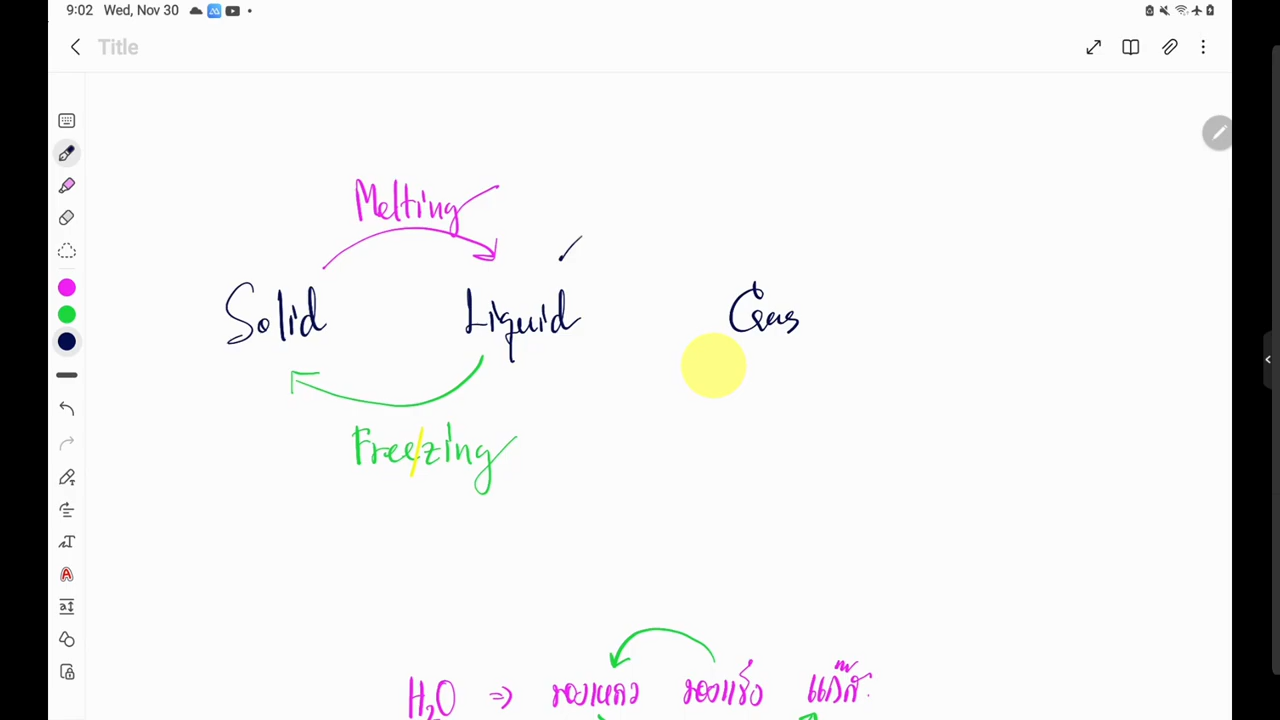 9:02 Wed, Nov 30
Title
Melting
Solid Liquid Gas
Freezing
H₂O ⇒ ของเหลว ของแข็ง แก๊ส